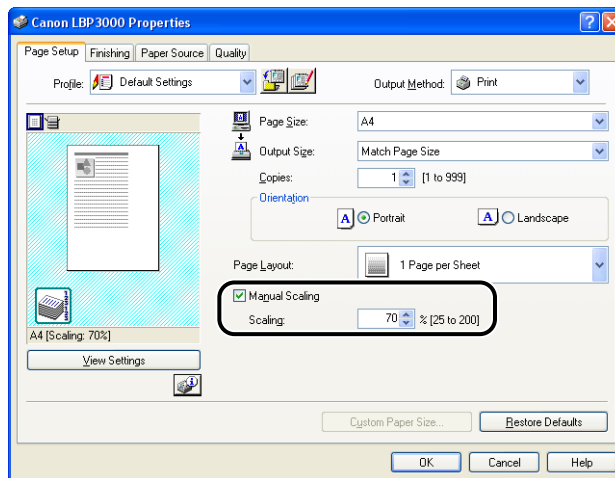 Canon LBP3000 Properties
Page Setup Finishing Paper Source Quality
Profile: Default Settings Output Method: Print
Page Size: A4
Output Size: Match Page Size
Copies: 1 [1 to 999]
Orientation
A Portrait A Landscape
Page Layout: 1 Page per Sheet
Manual Scaling
Scaling: 70 % [25 to 200]
A4 [Scaling: 70%]
View Settings
Custom Paper Size... Restore Defaults
OK Cancel Help